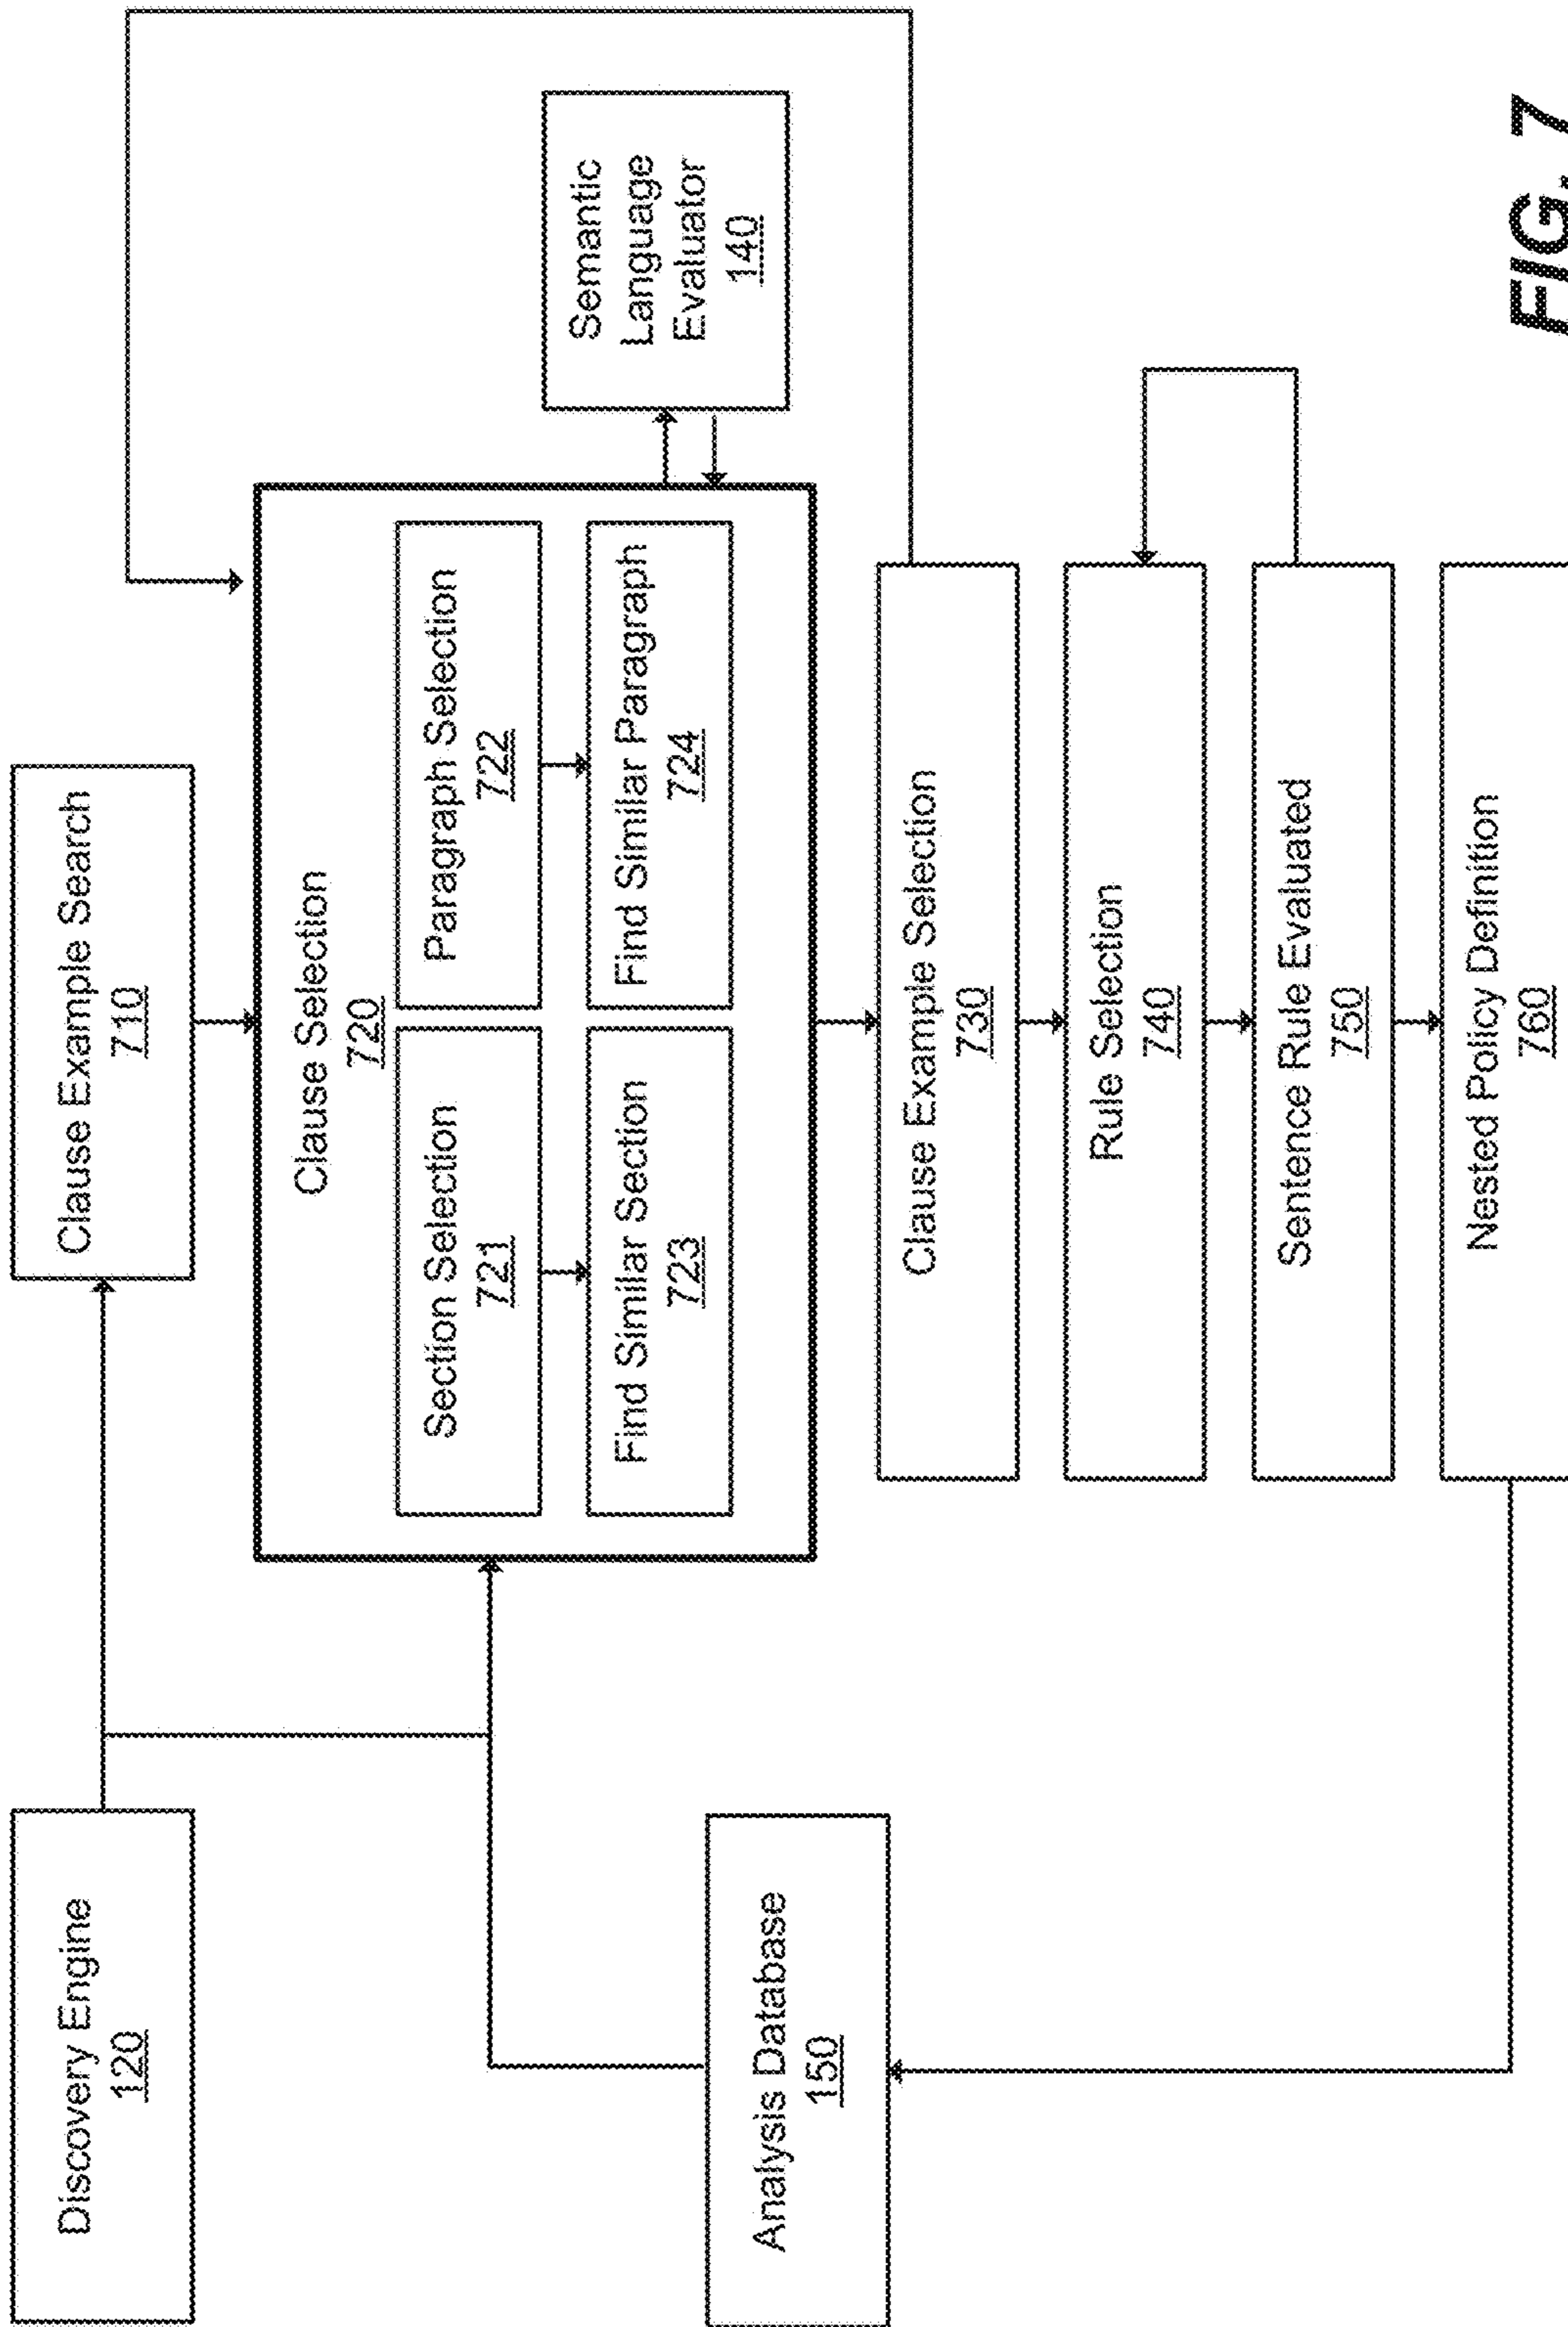 Discovery Engine
120
Clause Example Search
710
Clause Selection
720
Section Selection
721
Paragraph Selection
722
Find Similar Section
723
Find Similar Paragraph
724
Semantic
Language
Evaluator
140
Analysis Database
150
Clause Example Selection
730
Rule Selection
740
Sentence Rule Evaluated
750
Nested Policy Definition
760
FIG. 7